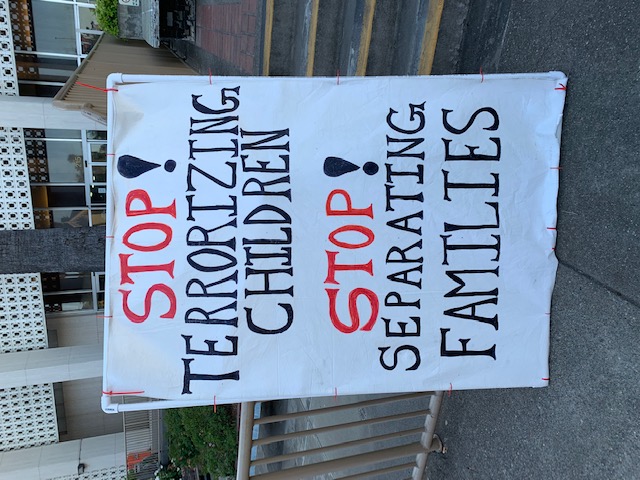 STOP!
TERRORIZING
CHILDREN
STOP!
SEPARATING
FAMILIES